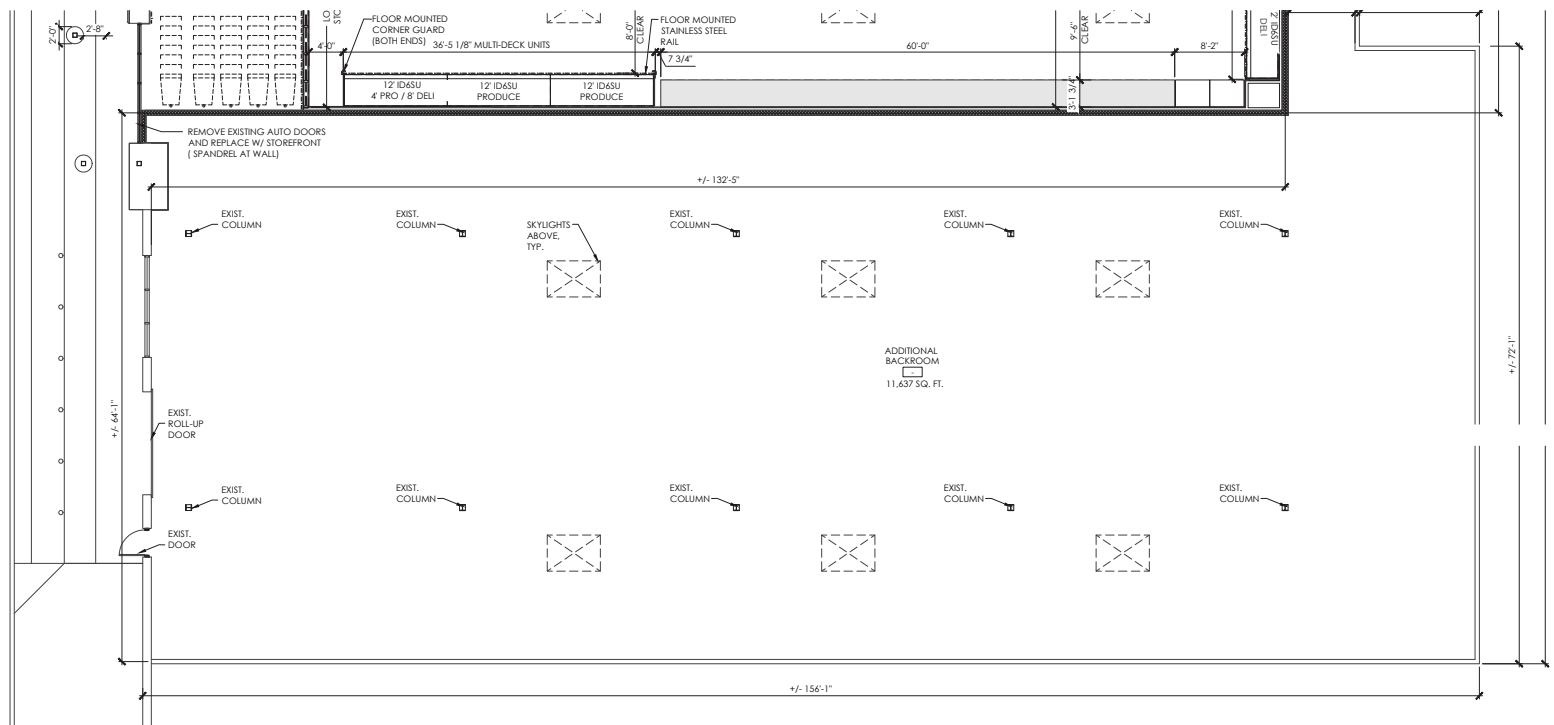 2'-0"
2'-8"
LO
STC
FLOOR MOUNTED
CORNER GUARD
(BOTH ENDS)
4'-0"
36'-5 1/8" MULTI-DECK UNITS
8'-0"
CLEAR
FLOOR MOUNTED
STAINLESS STEEL
RAIL
7 3/4"
60'-0"
9'-6"
CLEAR
8'-2"
2' ID6SU
DELI
12' ID6SU
4' PRO / 8' DELI
12' ID6SU
PRODUCE
12' ID6SU
PRODUCE
3'-1 3/4"
REMOVE EXISTING AUTO DOORS
AND REPLACE W/ STOREFRONT
( SPANDREL AT WALL)
+/- 132'-5"
EXIST.
COLUMN
EXIST.
COLUMN
SKYLIGHTS
ABOVE,
TYP.
EXIST.
COLUMN
EXIST.
COLUMN
EXIST.
COLUMN
ADDITIONAL
BACKROOM
-
11,637 SQ. FT.
+/- 72'-1"
+/- 64'-1"
EXIST.
ROLL-UP
DOOR
EXIST.
COLUMN
EXIST.
COLUMN
EXIST.
COLUMN
EXIST.
COLUMN
EXIST.
COLUMN
EXIST.
DOOR
+/- 156'-1"